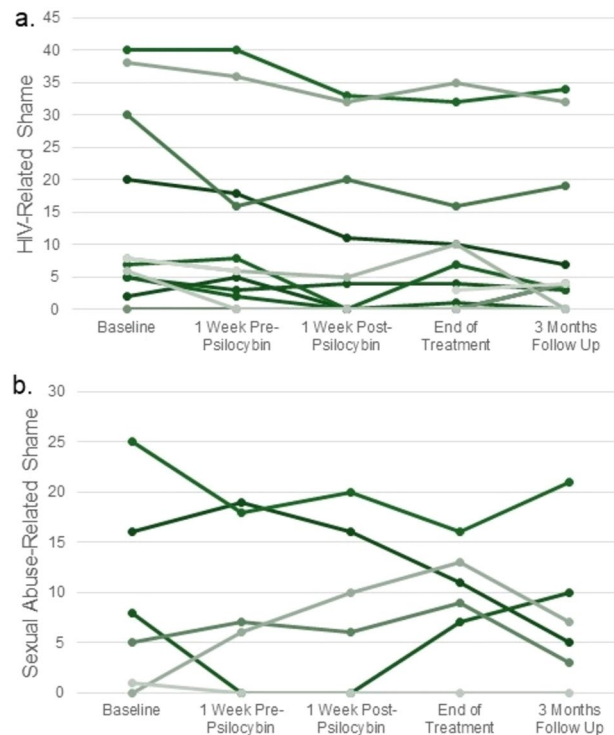 a.
HIV-Related Shame
45
40
35
30
25
20
15
10
5
0
Baseline
1 Week Pre-
Psilocybin
1 Week Post-
Psilocybin
End of
Treatment
3 Months
Follow Up
b.
Sexual Abuse-Related Shame
30
25
20
15
10
5
0
Baseline
1 Week Pre-
Psilocybin
1 Week Post-
Psilocybin
End of
Treatment
3 Months
Follow Up